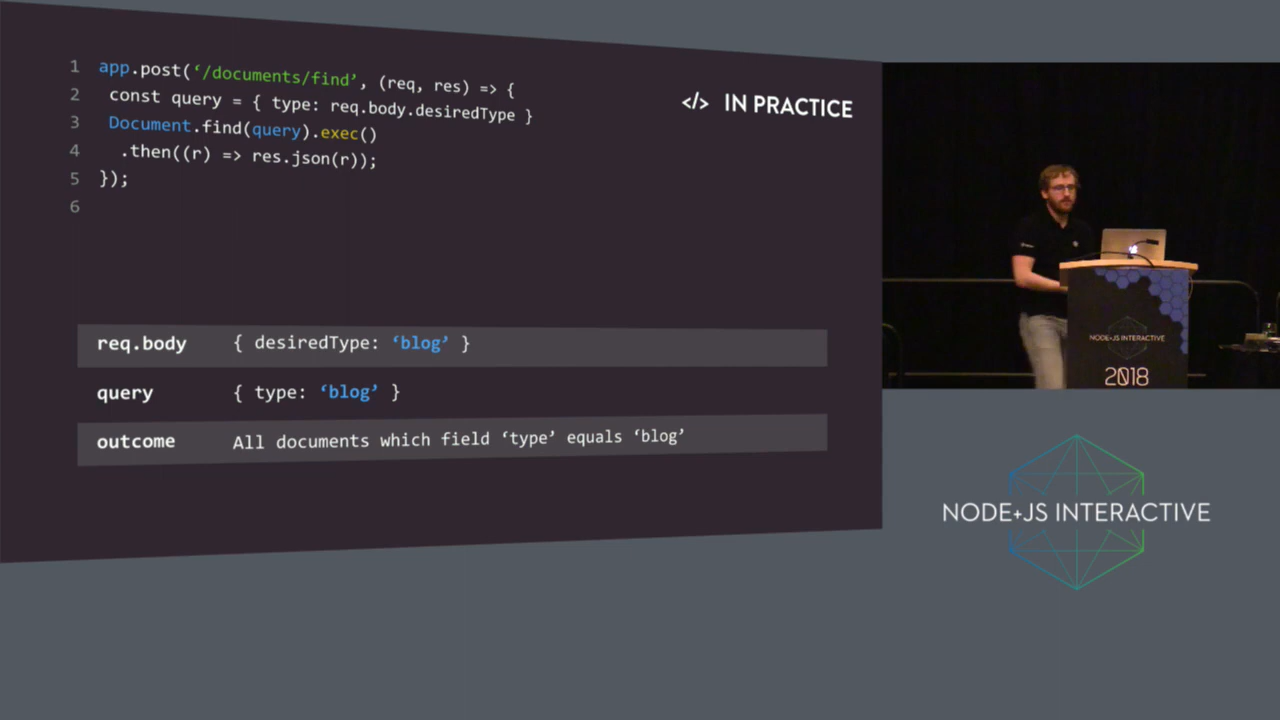 1 app.post(‘/documents/find’, (req, res) => {
2 const query = { type: req.body.desiredType }
3 Document.find(query).exec()
4 .then((r) => res.json(r));
5 });
6
</> IN PRACTICE
req.body { desiredType: ‘blog’ }
query { type: ‘blog’ }
outcome All documents which field ‘type’ equals ‘blog’
NODE+JS INTERACTIVE
2018
NODE+JS INTERACTIVE